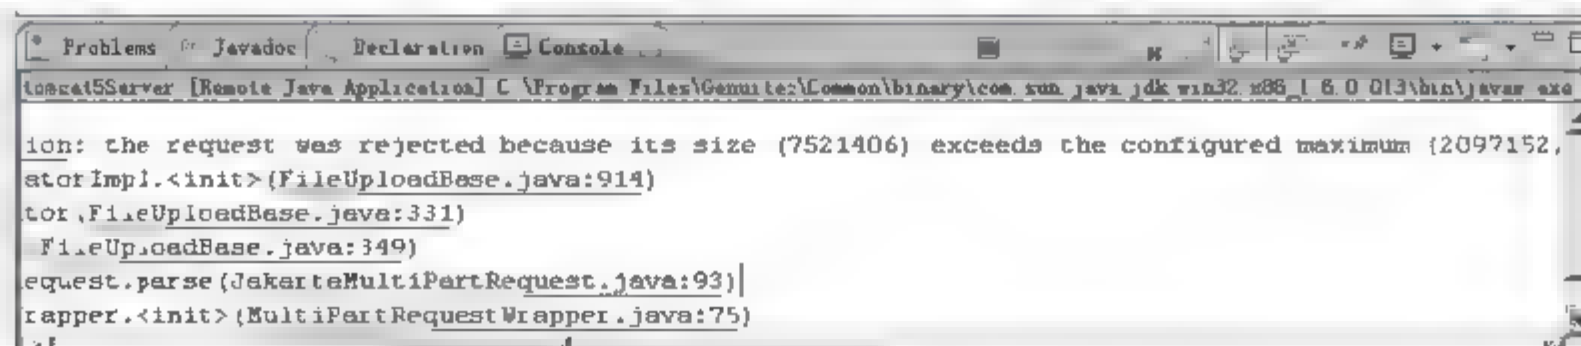 Problems Javadoc Declaration Console
tomcat5Server [Remote Java Application] C:\Program Files\Genuitec\Common\binary\com.sun.java.jdk.win32.x86_1.6.0.013\bin\javaw.exe
ion: the request was rejected because its size (7521406) exceeds the configured maximum (2097152,
atorImpl.<init>(FileUploadBase.java:914)
tor(FileUploadBase.java:331)
FileUploadBase.java:349)
equest.parse(JakartaMultiPartRequest.java:93)
rapper.<init>(MultiPartRequestWrapper.java:75)